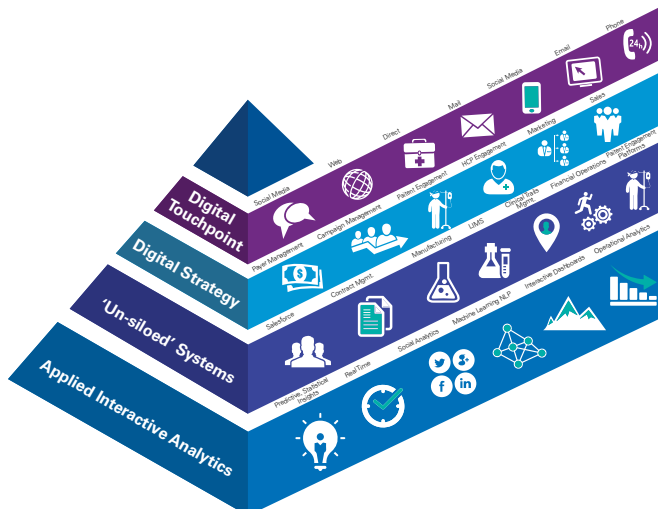 Digital
Touchpoint
Social Media
Web
Direct
Mail
Social Media
Email
Phone
24h
Digital Strategy
Payer Management
Campaign Management
Patient Engagement
HCP Engagement
Marketing
Sales
$
'Un-siloed' Systems
Salesforce
Contract Mgmt.
Manufacturing
LIMS
Clinical Trials
Mgmt.
Financial Operations
Patient Engagement
Platforms
Applied Interactive Analytics
Predictive, Statistical
Insights
Real Time
Social Analytics
Machine Learning NLP
Interactive Dashboards
Operational Analytics
f
in
g+